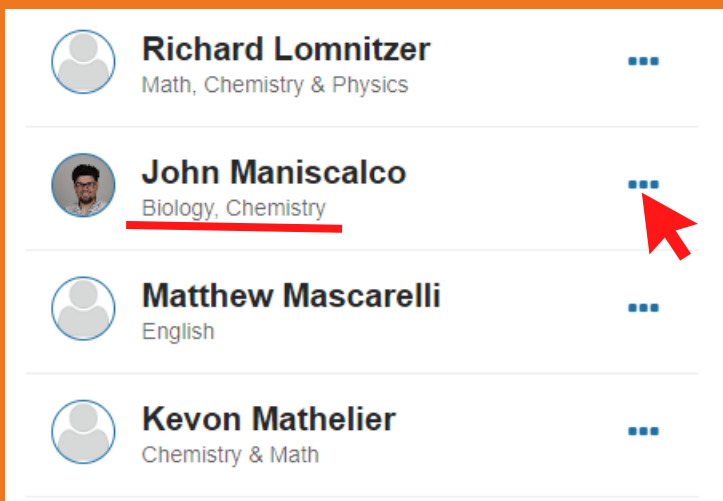 Richard Lomnitzer
Math, Chemistry & Physics
John Maniscalco
Biology, Chemistry
Matthew Mascarelli
English
Kevon Mathelier
Chemistry & Math